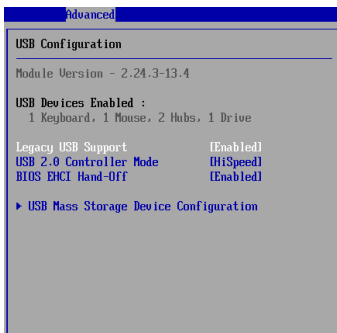 Advanced
USB Configuration
Module Version - 2.24.3-13.4
USB Devices Enabled :
1 Keyboard, 1 Mouse, 2 Hubs, 1 Drive
Legacy USB Support [Enabled]
USB 2.0 Controller Mode [HiSpeed]
BIOS EHCI Hand-Off [Enabled]
▶ USB Mass Storage Device Configuration